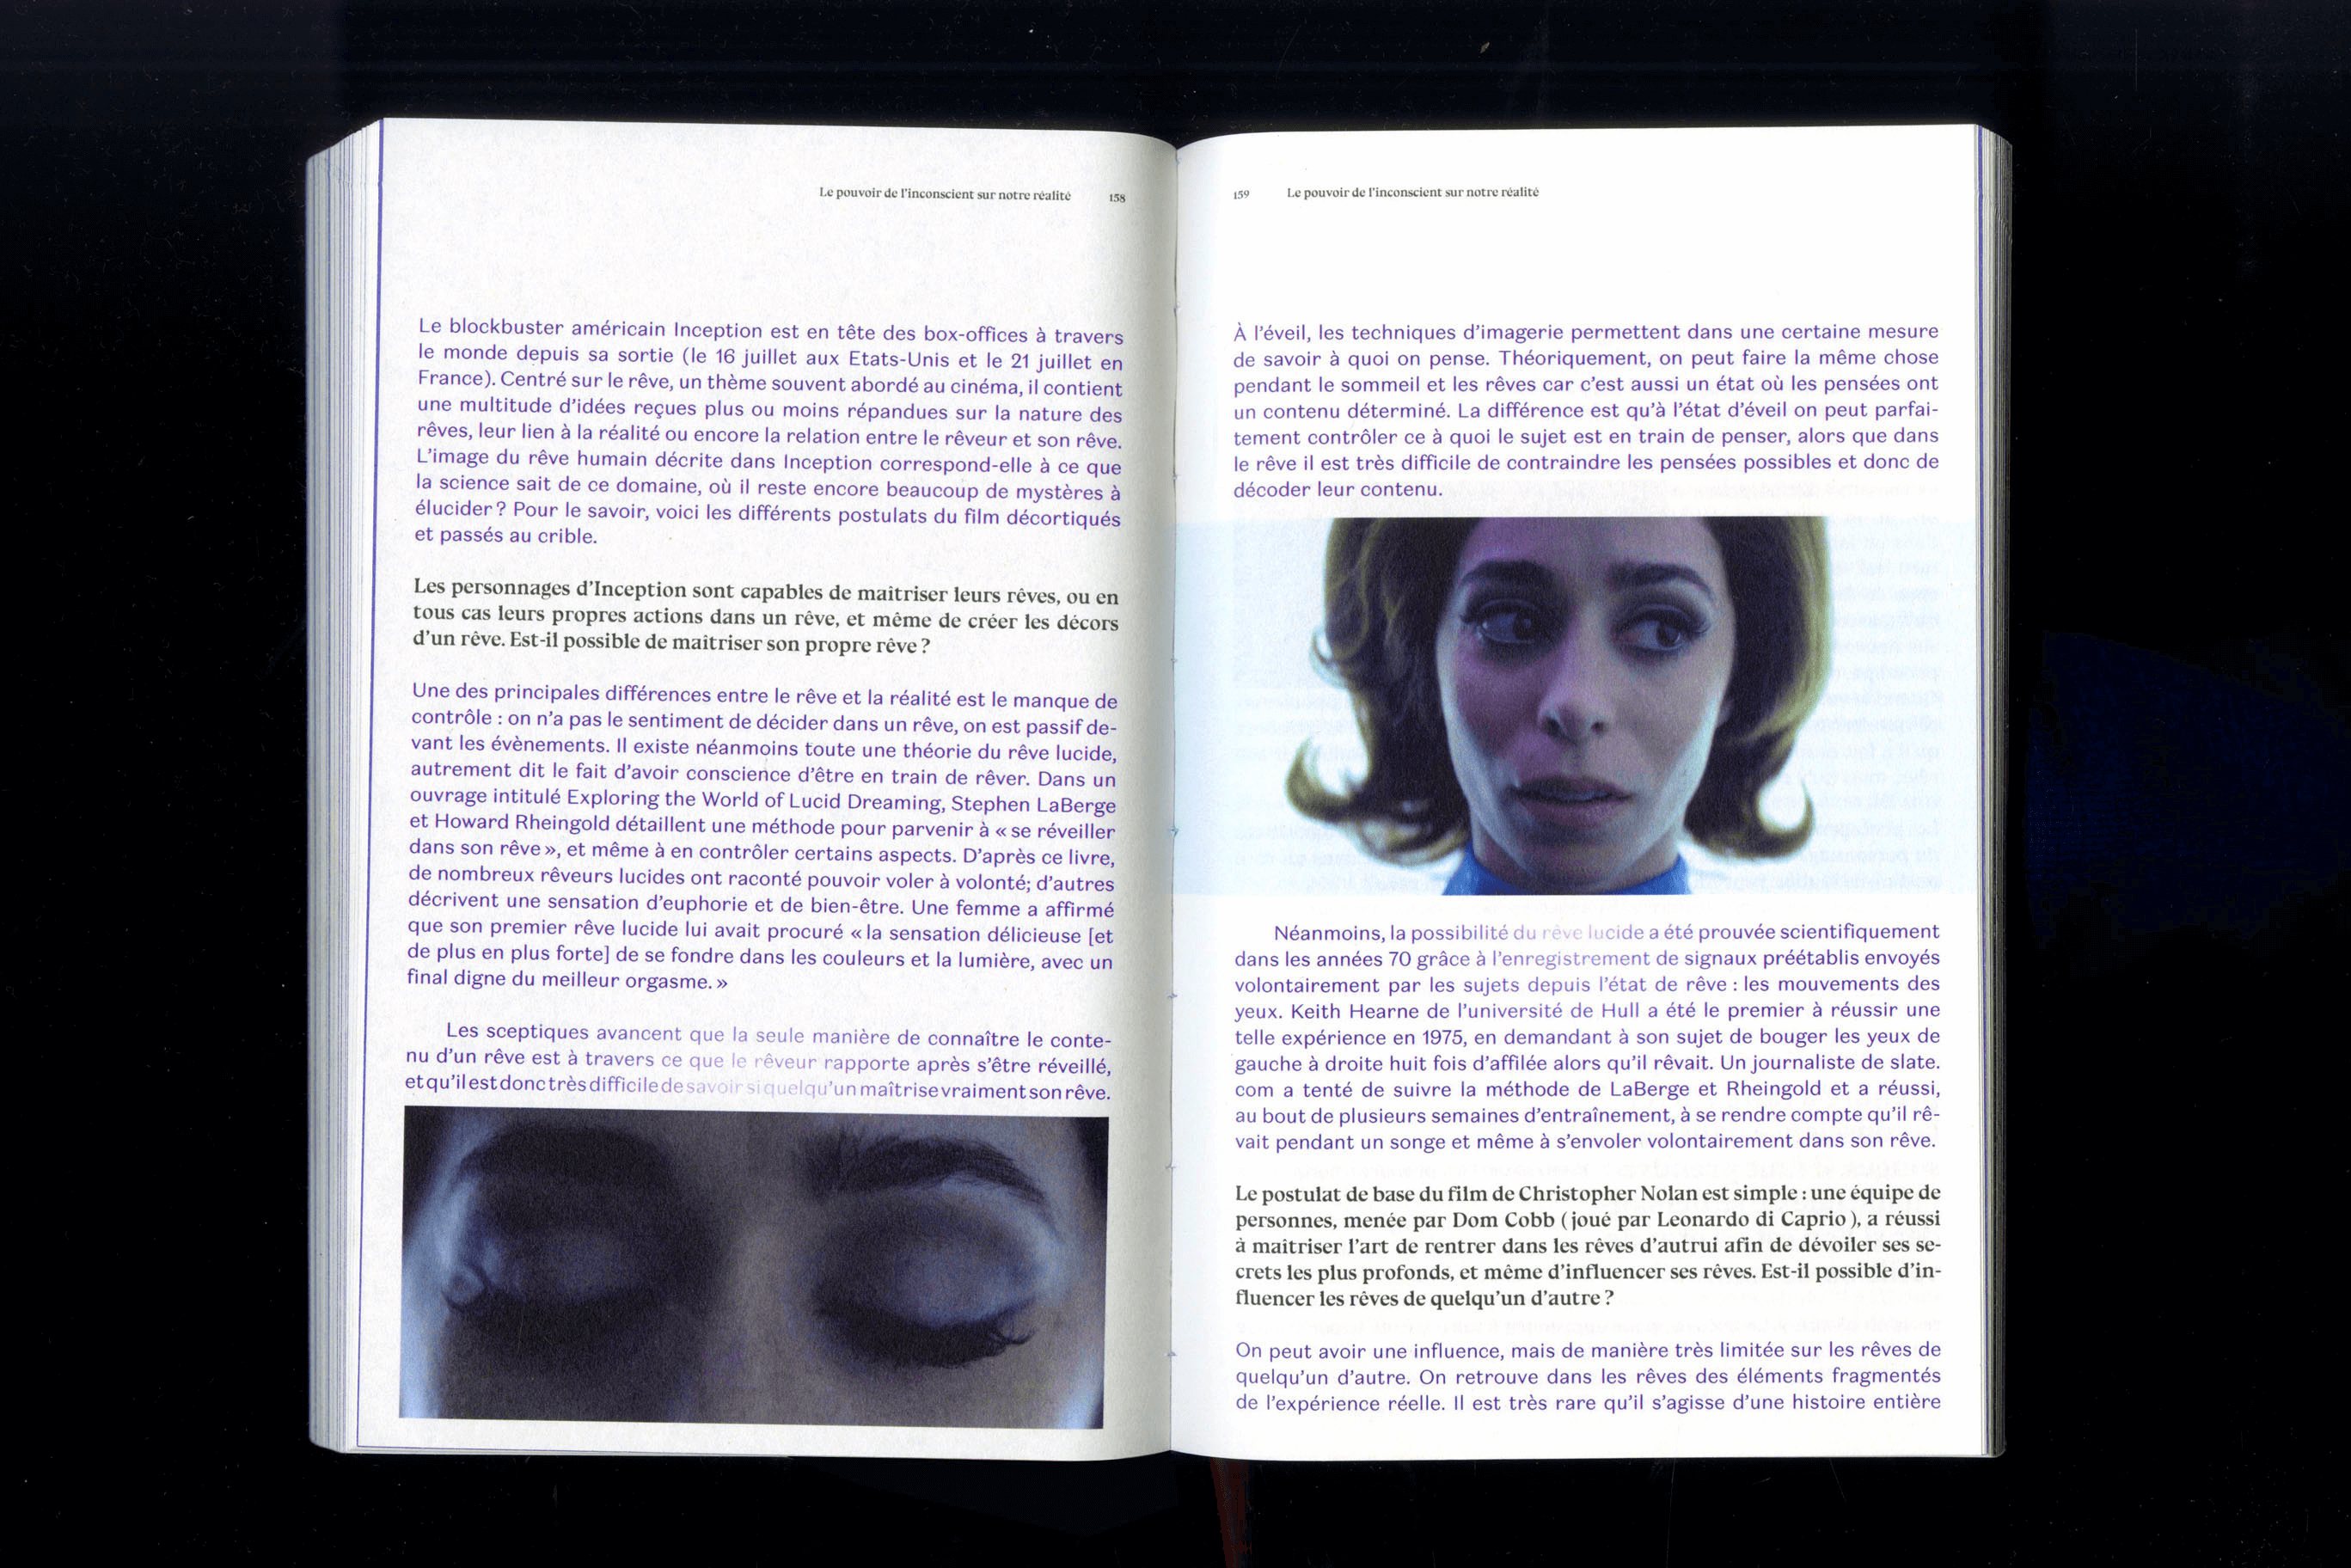 Le pouvoir de l'inconscient sur notre réalité 158
Le blockbuster américain Inception est en tête des box-offices à travers
le monde depuis sa sortie (le 16 juillet aux Etats-Unis et le 21 juillet en
France). Centré sur le rêve, un thème souvent abordé au cinéma, il contient
une multitude d'idées reçues plus ou moins répandues sur la nature des
rêves, leur lien à la réalité ou encore la relation entre le rêveur et son rêve.
L'image du rêve humain décrite dans Inception correspond-elle à ce que
la science sait de ce domaine, où il reste encore beaucoup de mystères à
élucider ? Pour le savoir, voici les différents postulats du film décortiqués
et passés au crible.
Les personnages d'Inception sont capables de maîtriser leurs rêves, ou en
tous cas leurs propres actions dans un rêve, et même de créer les décors
d'un rêve. Est-il possible de maîtriser son propre rêve ?
Une des principales différences entre le rêve et la réalité est le manque de
contrôle : on n'a pas le sentiment de décider dans un rêve, on est passif de-
vant les évènements. Il existe néanmoins toute une théorie du rêve lucide,
autrement dit le fait d'avoir conscience d'être en train de rêver. Dans un
ouvrage intitulé Exploring the World of Lucid Dreaming, Stephen LaBerge
et Howard Rheingold détaillent une méthode pour parvenir à « se réveiller
dans son rêve », et même à en contrôler certains aspects. D'après ce livre,
de nombreux rêveurs lucides ont raconté pouvoir voler à volonté; d'autres
décrivent une sensation d'euphorie et de bien-être. Une femme a affirmé
que son premier rêve lucide lui avait procuré « la sensation délicieuse [et
de plus en plus forte] de se fondre dans les couleurs et la lumière, avec un
final digne du meilleur orgasme. »
Les sceptiques avancent que la seule manière de connaître le conte-
nu d'un rêve est à travers ce que le rêveur rapporte après s'être réveillé,
et qu'il est donc très difficile de savoir si quelqu'un maîtrise vraiment son rêve.
159 Le pouvoir de l'inconscient sur notre réalité
À l'éveil, les techniques d'imagerie permettent dans une certaine mesure
de savoir à quoi on pense. Théoriquement, on peut faire la même chose
pendant le sommeil et les rêves car c'est aussi un état où les pensées ont
un contenu déterminé. La différence est qu'à l'état d'éveil on peut parfai-
tement contrôler ce à quoi le sujet est en train de penser, alors que dans
le rêve il est très difficile de contraindre les pensées possibles et donc de
décoder leur contenu.
Néanmoins, la possibilité du rêve lucide a été prouvée scientifiquement
dans les années 70 grâce à l'enregistrement de signaux préétablis envoyés
volontairement par les sujets depuis l'état de rêve : les mouvements des
yeux. Keith Hearne de l'université de Hull a été le premier à réussir une
telle expérience en 1975, en demandant à son sujet de bouger les yeux de
gauche à droite huit fois d'affilée alors qu'il rêvait. Un journaliste de slate.
com a tenté de suivre la méthode de LaBerge et Rheingold et a réussi,
au bout de plusieurs semaines d'entraînement, à se rendre compte qu'il rê-
vait pendant un songe et même à s'envoler volontairement dans son rêve.
Le postulat de base du film de Christopher Nolan est simple : une équipe de
personnes, menée par Dom Cobb (joué par Leonardo di Caprio), a réussi
à maîtriser l'art de rentrer dans les rêves d'autrui afin de dévoiler ses se-
crets les plus profonds, et même d'influencer ses rêves. Est-il possible d'in-
fluencer les rêves de quelqu'un d'autre ?
On peut avoir une influence, mais de manière très limitée sur les rêves de
quelqu'un d'autre. On retrouve dans les rêves des éléments fragmentés
de l'expérience réelle. Il est très rare qu'il s'agisse d'une histoire entière